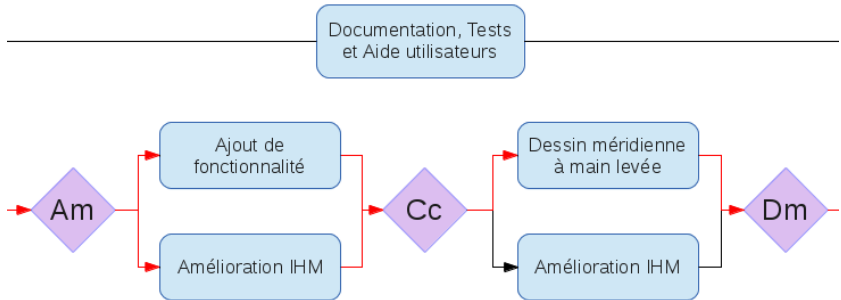 Documentation, Tests
et Aide utilisateurs
Ajout de
fonctionnalité
Dessin méridienne
à main levée
Am
Cc
Dm
Amélioration IHM
Amélioration IHM